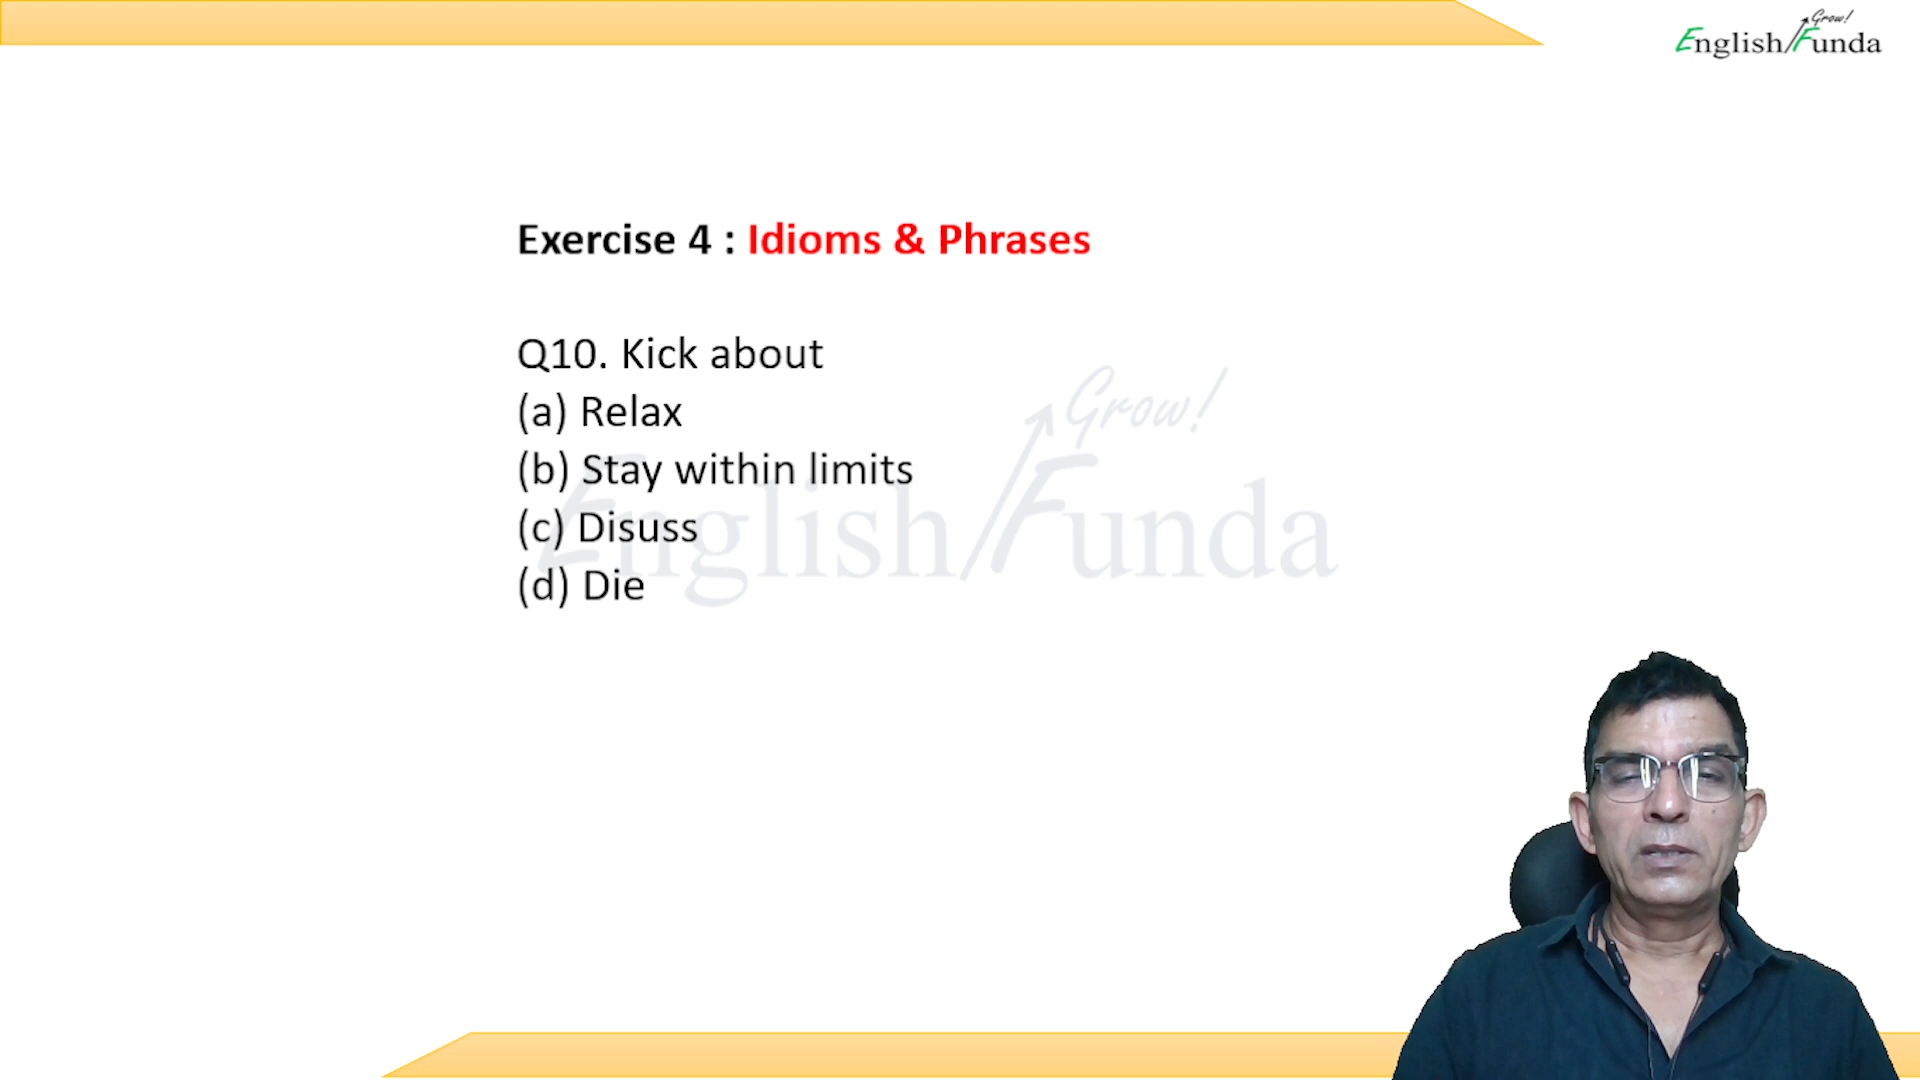 Grow!
English Funda
Exercise 4 : Idioms & Phrases
Q10. Kick about
(a) Relax
(b) Stay within limits
(c) Disuss
(d) Die
Grow!
English Funda